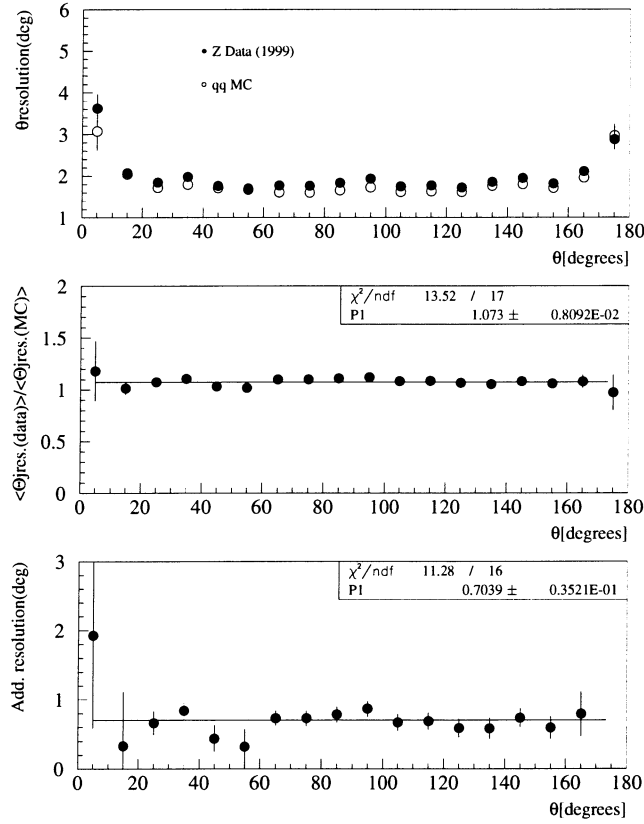 θresolution(deg)
6
5
4
3
2
1
● Z Data (1999)
○ qq MC
0 20 40 60 80 100 120 140 160 180
θ[degrees]
<Θjres.(data)>/<Θjres.(MC)>
2
1.5
1
0.5
0
χ²/ndf 13.52 / 17
P1 1.073 ± 0.8092E-02
0 20 40 60 80 100 120 140 160 180
θ[degrees]
Add. resolution(deg)
3
2
1
0
χ²/ndf 11.28 / 16
P1 0.7039 ± 0.3521E-01
0 20 40 60 80 100 120 140 160 180
θ[degrees]